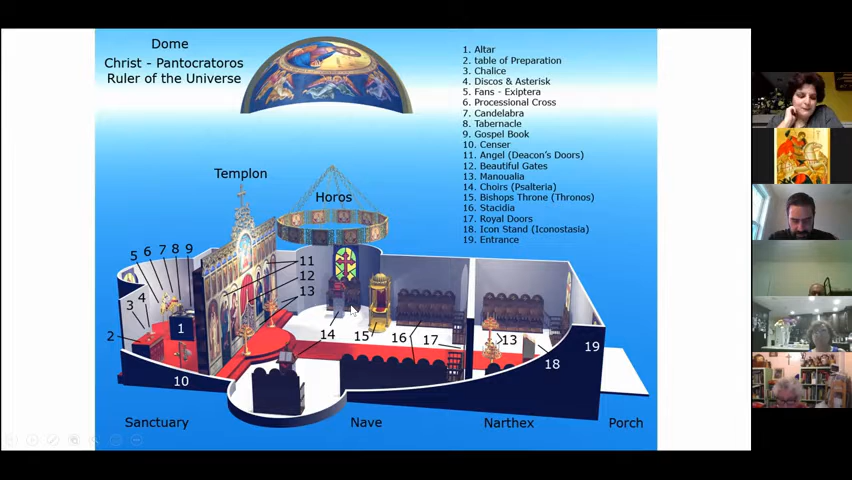 Dome
Christ - Pantocratoros
Ruler of the Universe
1. Altar
2. table of Preparation
3. Chalice
4. Discos & Asterisk
5. Fans - Exiptera
6. Processional Cross
7. Candelabra
8. Tabernacle
9. Gospel Book
10. Censer
11. Angel (Deacon's Doors)
12. Beautiful Gates
13. Manoualia
14. Choirs (Psalteria)
15. Bishops Throne (Thronos)
16. Stacidia
17. Royal Doors
18. Icon Stand (Iconostasia)
19. Entrance
Templon
Horos
5 6 7 8 9
11
12
13
3 4
2
1
14 15 16 17 13
18
19
10
Sanctuary
Nave
Narthex
Porch